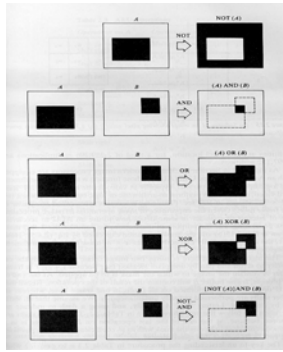 A NOT (A)
NOT
A B (A) AND (B)
AND
A B (A) OR (B)
OR
A B (A) XOR (B)
XOR
A B [NOT (A)] AND (B)
NOT–
AND